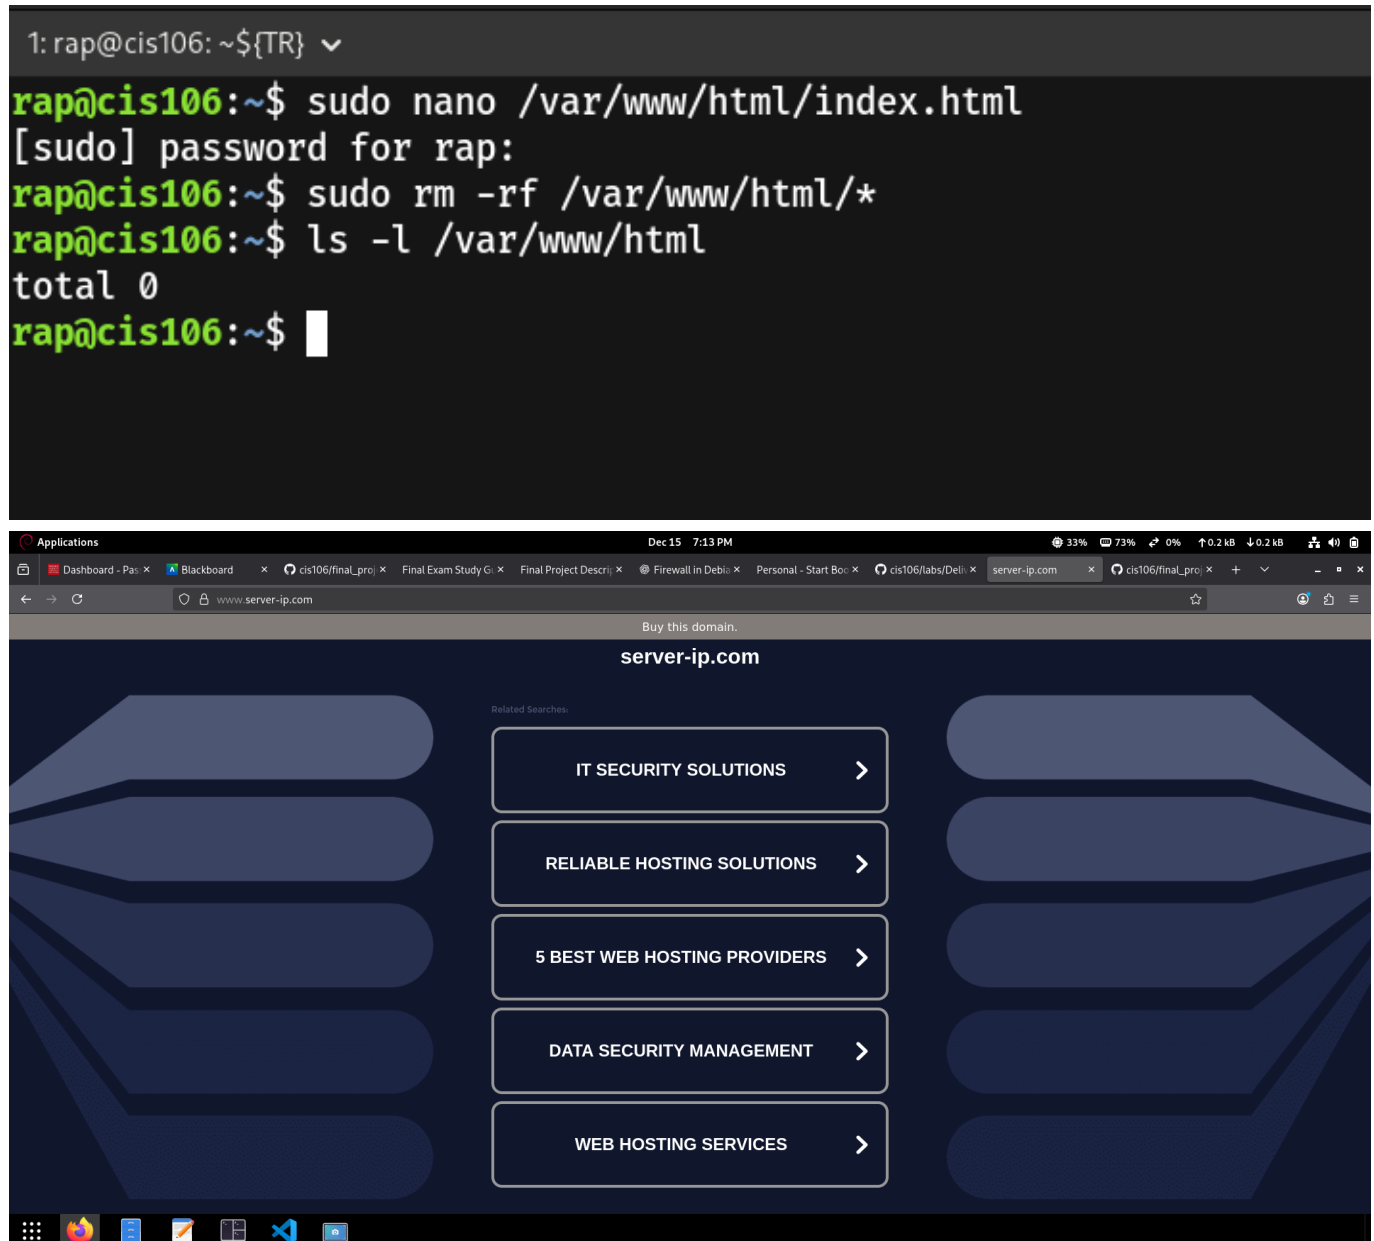 1: rap@cis106: ~${TR}
rap@cis106:~$ sudo nano /var/www/html/index.html
[sudo] password for rap:
rap@cis106:~$ sudo rm -rf /var/www/html/*
rap@cis106:~$ ls -l /var/www/html
total 0
rap@cis106:~$
Applications Dec 15 7:13 PM 33% 73% 0% ↑0.2 kB ↓0.2 kB
Dashboard - Pas Blackboard cis106/final_proj Final Exam Study Gu Final Project Descrip Firewall in Debia Personal - Start Boo cis106/labs/Deliv server-ip.com cis106/final_proj
www.server-ip.com
Buy this domain.
server-ip.com
Related Searches:
IT SECURITY SOLUTIONS
RELIABLE HOSTING SOLUTIONS
5 BEST WEB HOSTING PROVIDERS
DATA SECURITY MANAGEMENT
WEB HOSTING SERVICES